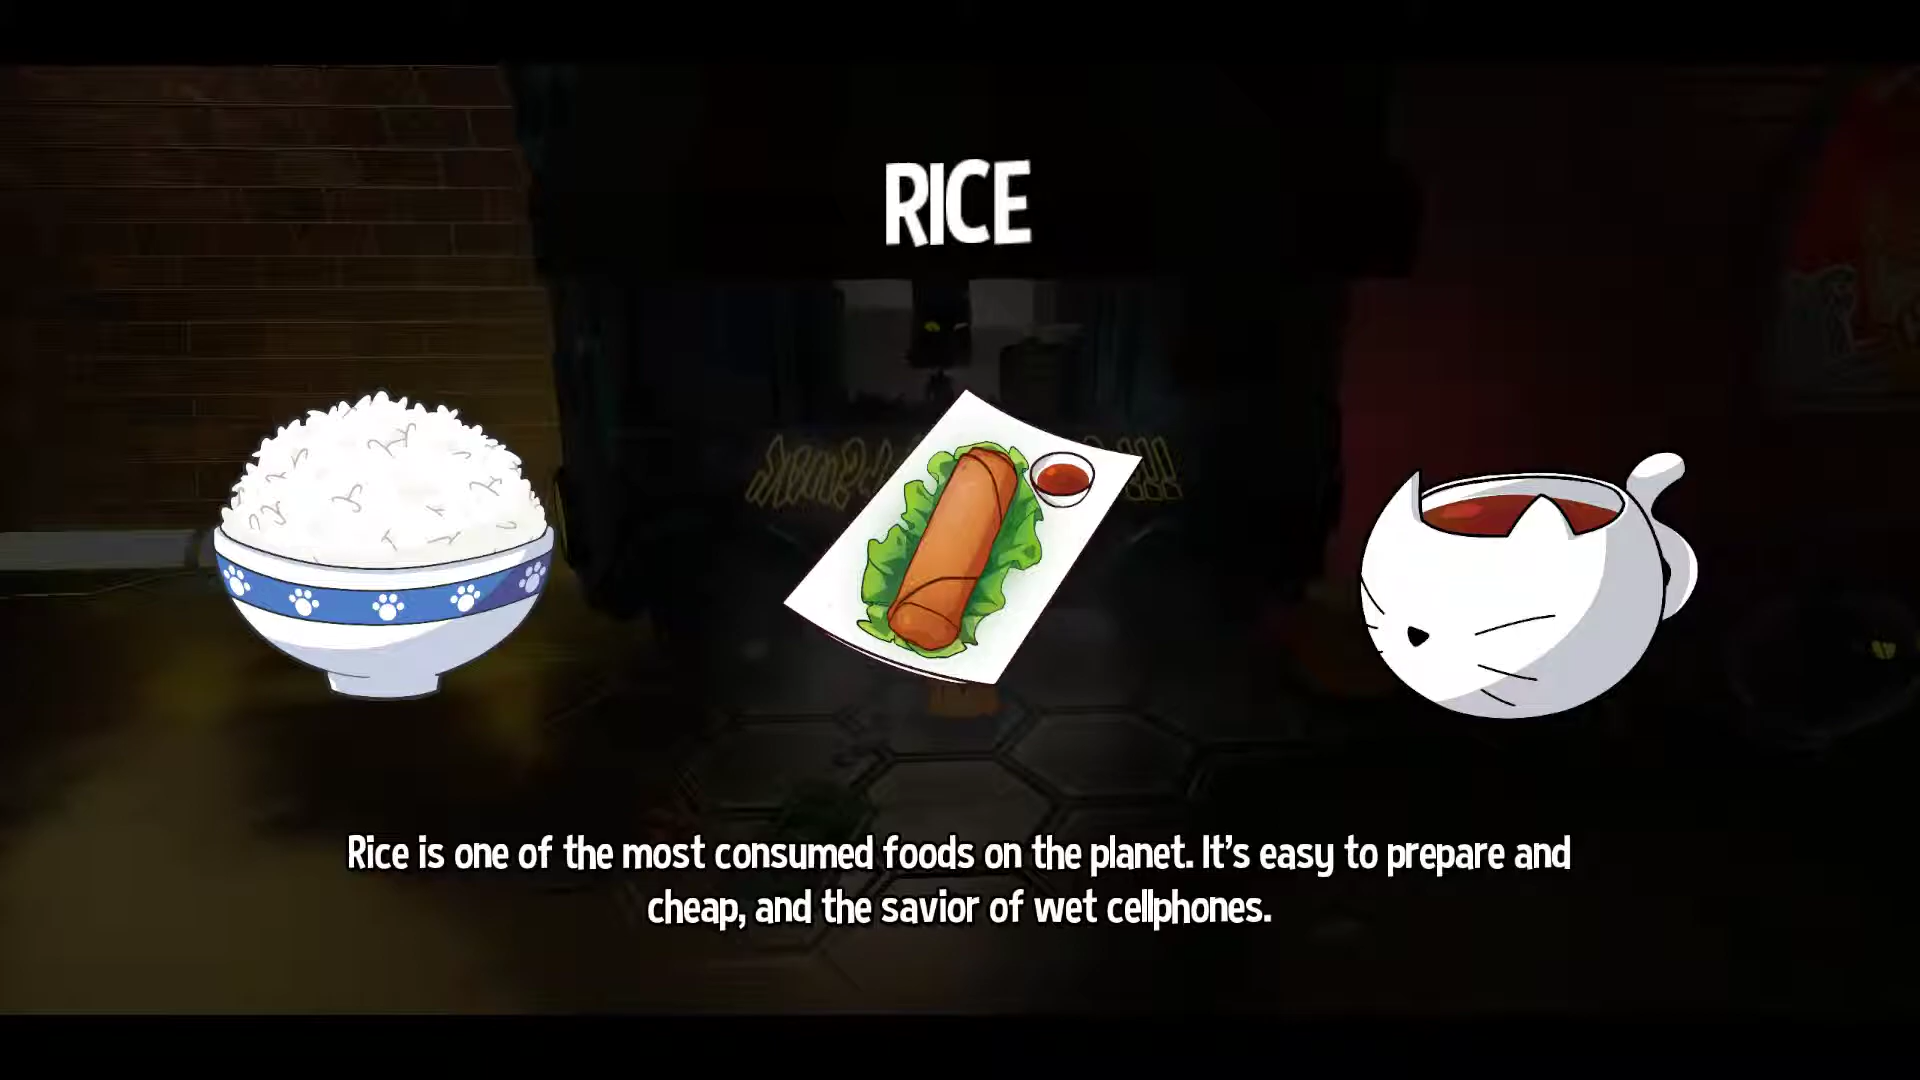 RICE
Rice is one of the most consumed foods on the planet. It's easy to prepare and
cheap, and the savior of wet cellphones.